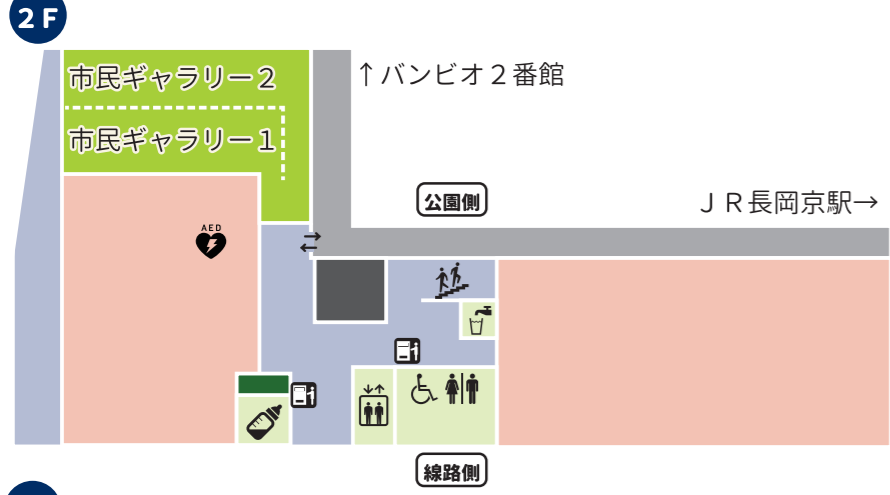 ２Ｆ
市民ギャラリー２
↑バンビオ２番館
市民ギャラリー１
公園側
ＪＲ長岡京駅→
AED
線路側